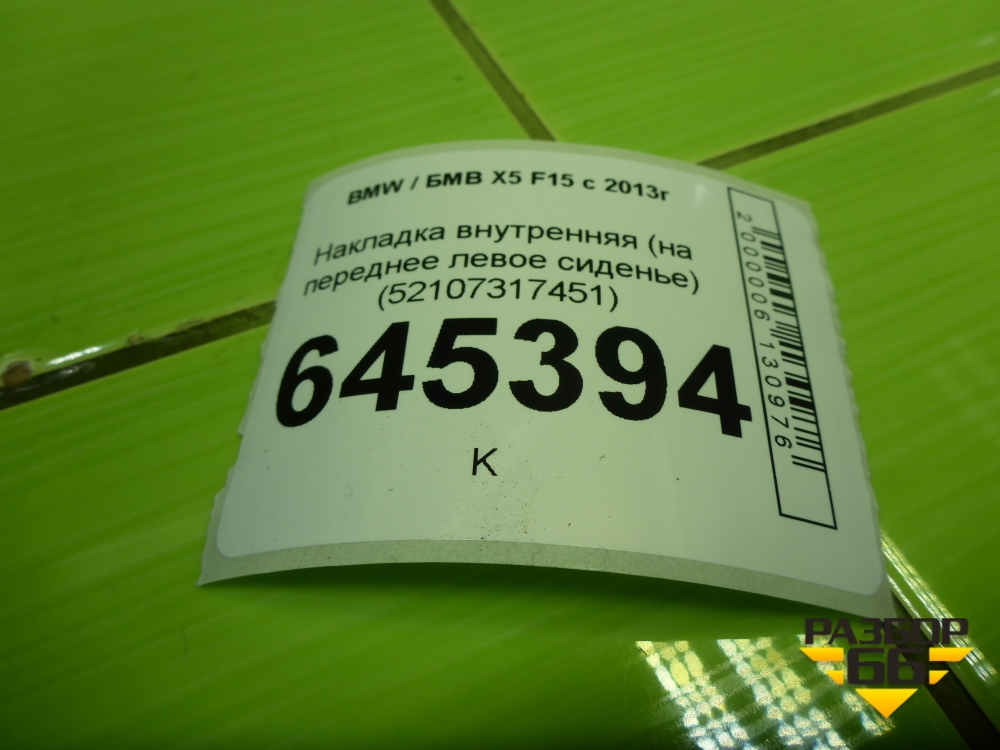 BMW / БМВ X5 F15 с 2013г
Накладка внутренняя (на
переднее левое сиденье)
(52107317451)
645394
К
2000006130976
РАЗБОР
66